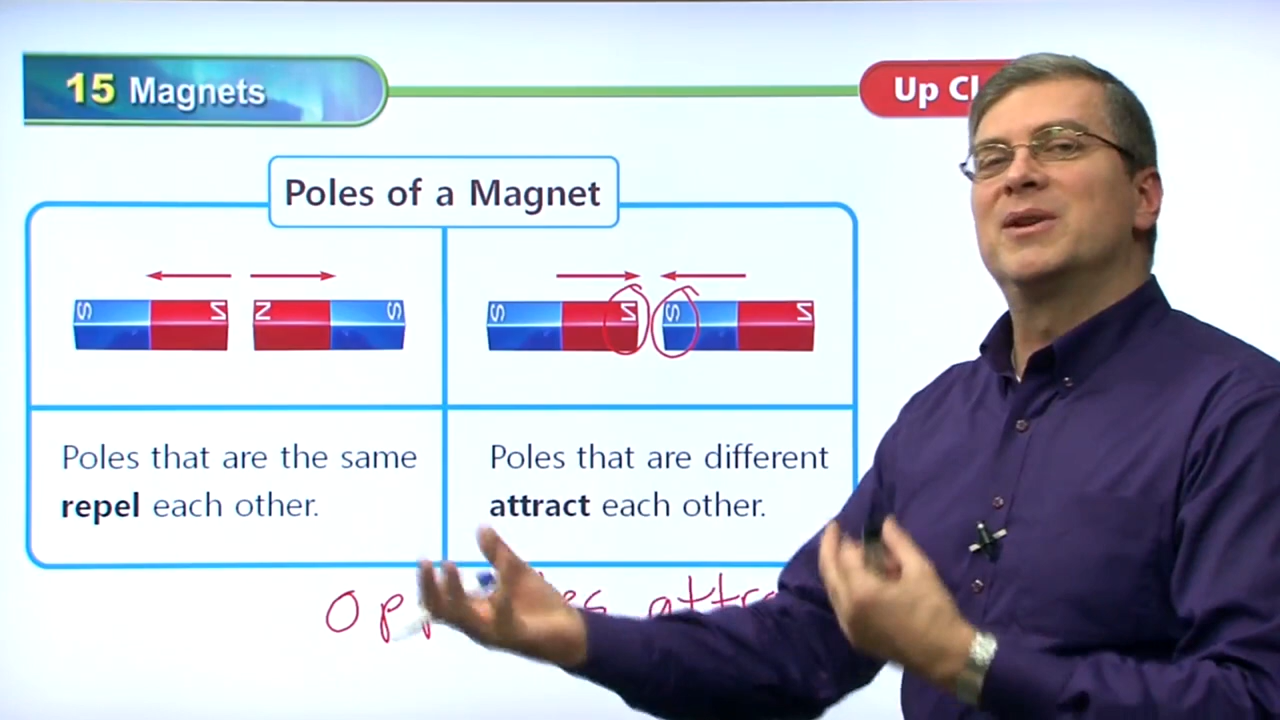 15 Magnets
Up Cl
Poles of a Magnet
S N N S
S N S N
Poles that are the same
repel each other.
Poles that are different
attract each other.